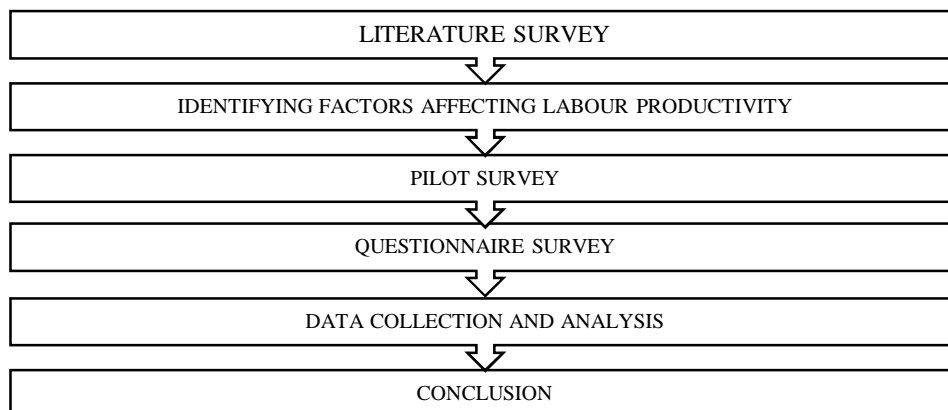 LITERATURE SURVEY
IDENTIFYING FACTORS AFFECTING LABOUR PRODUCTIVITY
PILOT SURVEY
QUESTIONNAIRE SURVEY
DATA COLLECTION AND ANALYSIS
CONCLUSION